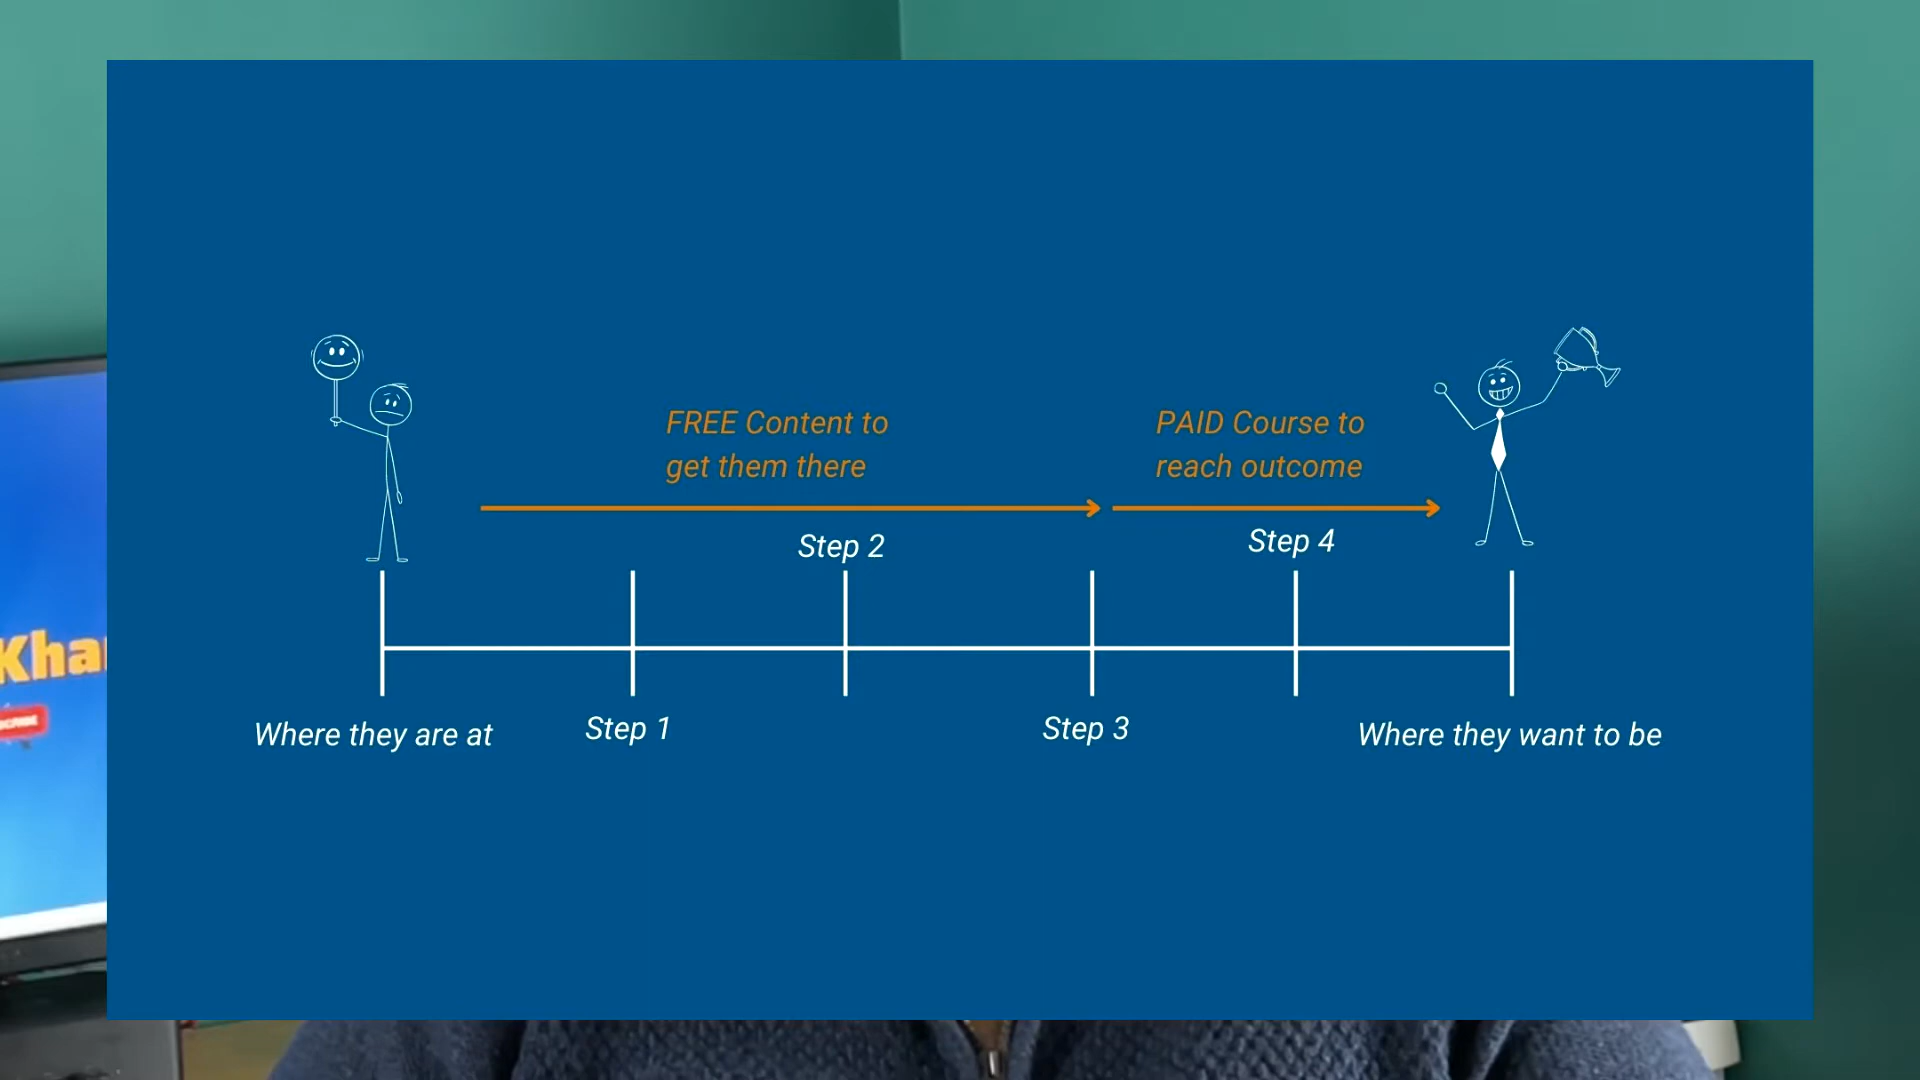 FREE Content to
get them there
PAID Course to
reach outcome
Step 2
Step 4
Where they are at
Step 1
Step 3
Where they want to be